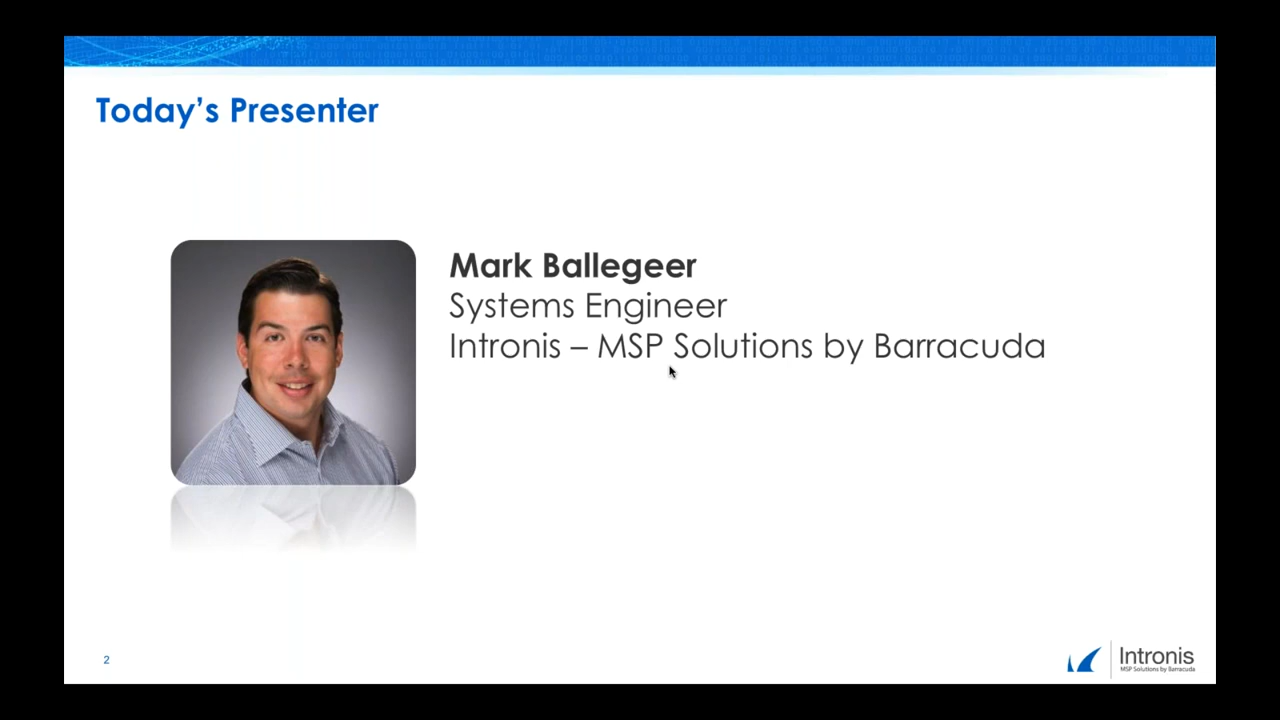 Today’s Presenter
Mark Ballegeer
Systems Engineer
Intronis – MSP Solutions by Barracuda
2
Intronis
MSP Solutions by Barracuda